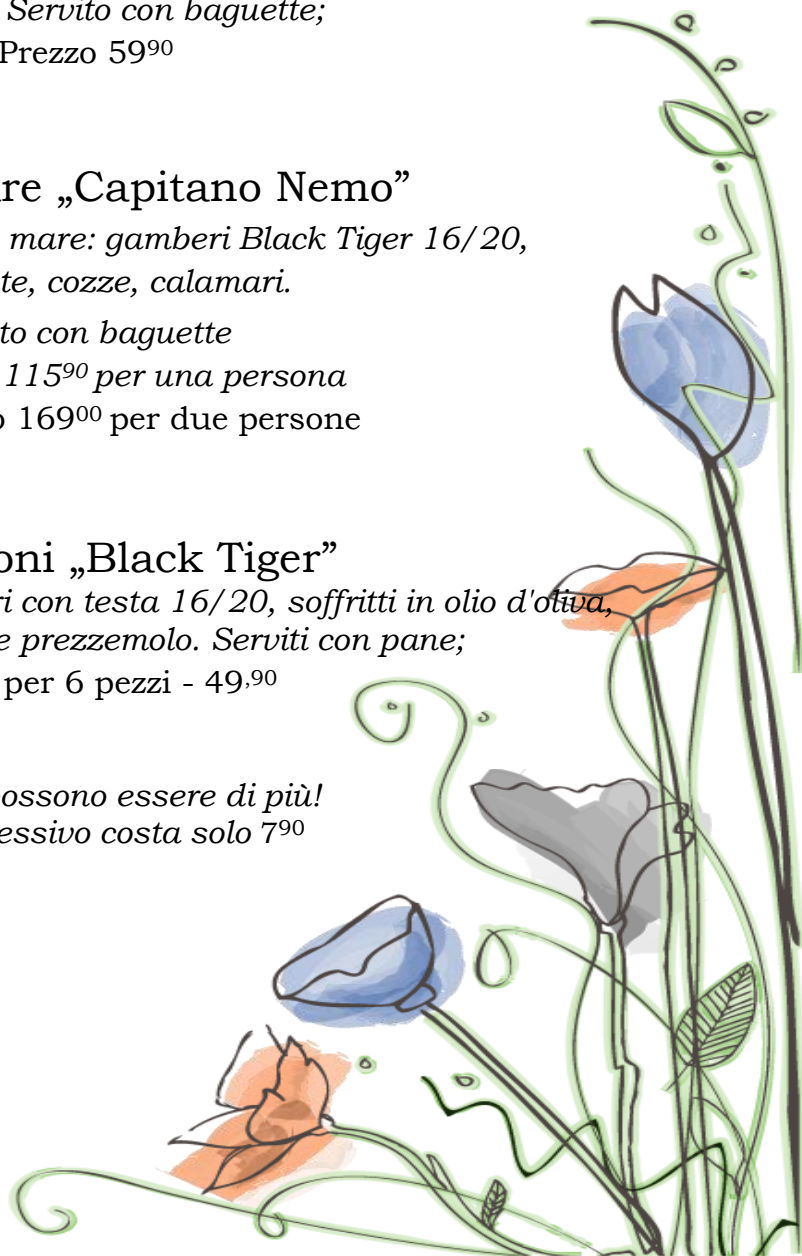 Servito con baguette;
Prezzo 59⁹⁰
re „Capitano Nemo”
mare: gamberi Black Tiger 16/20,
te, cozze, calamari.
to con baguette
115⁹⁰ per una persona
o 169⁰⁰ per due persone
oni „Black Tiger”
ri con testa 16/20, soffritti in olio d'oliva,
e prezzemolo. Serviti con pane;
per 6 pezzi - 49,⁹⁰
possono essere di più!
essivo costa solo 7⁹⁰